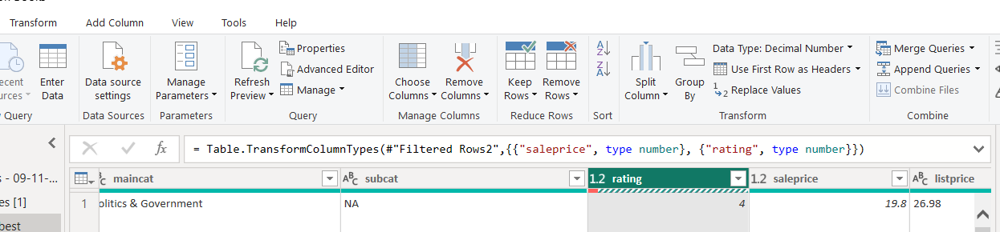 Transform Add Column View Tools Help
Properties
Advanced Editor
Manage
Enter Data
Data source settings
Manage Parameters
Refresh Preview
Choose Columns
Remove Columns
Keep Rows
Remove Rows
Split Column
Group By
Data Type: Decimal Number
Use First Row as Headers
Replace Values
Merge Queries
Append Queries
Combine Files
Query Data Sources Parameters Query Manage Columns Reduce Rows Sort Transform Combine
fx = Table.TransformColumnTypes(#"Filtered Rows2",{{"saleprice", type number}, {"rating", type number}})
- 09-11-...
[1]
best
maincat ABC subcat 1.2 rating 1.2 saleprice ABC listprice
1 olitics & Government NA 4 19.8 26.98